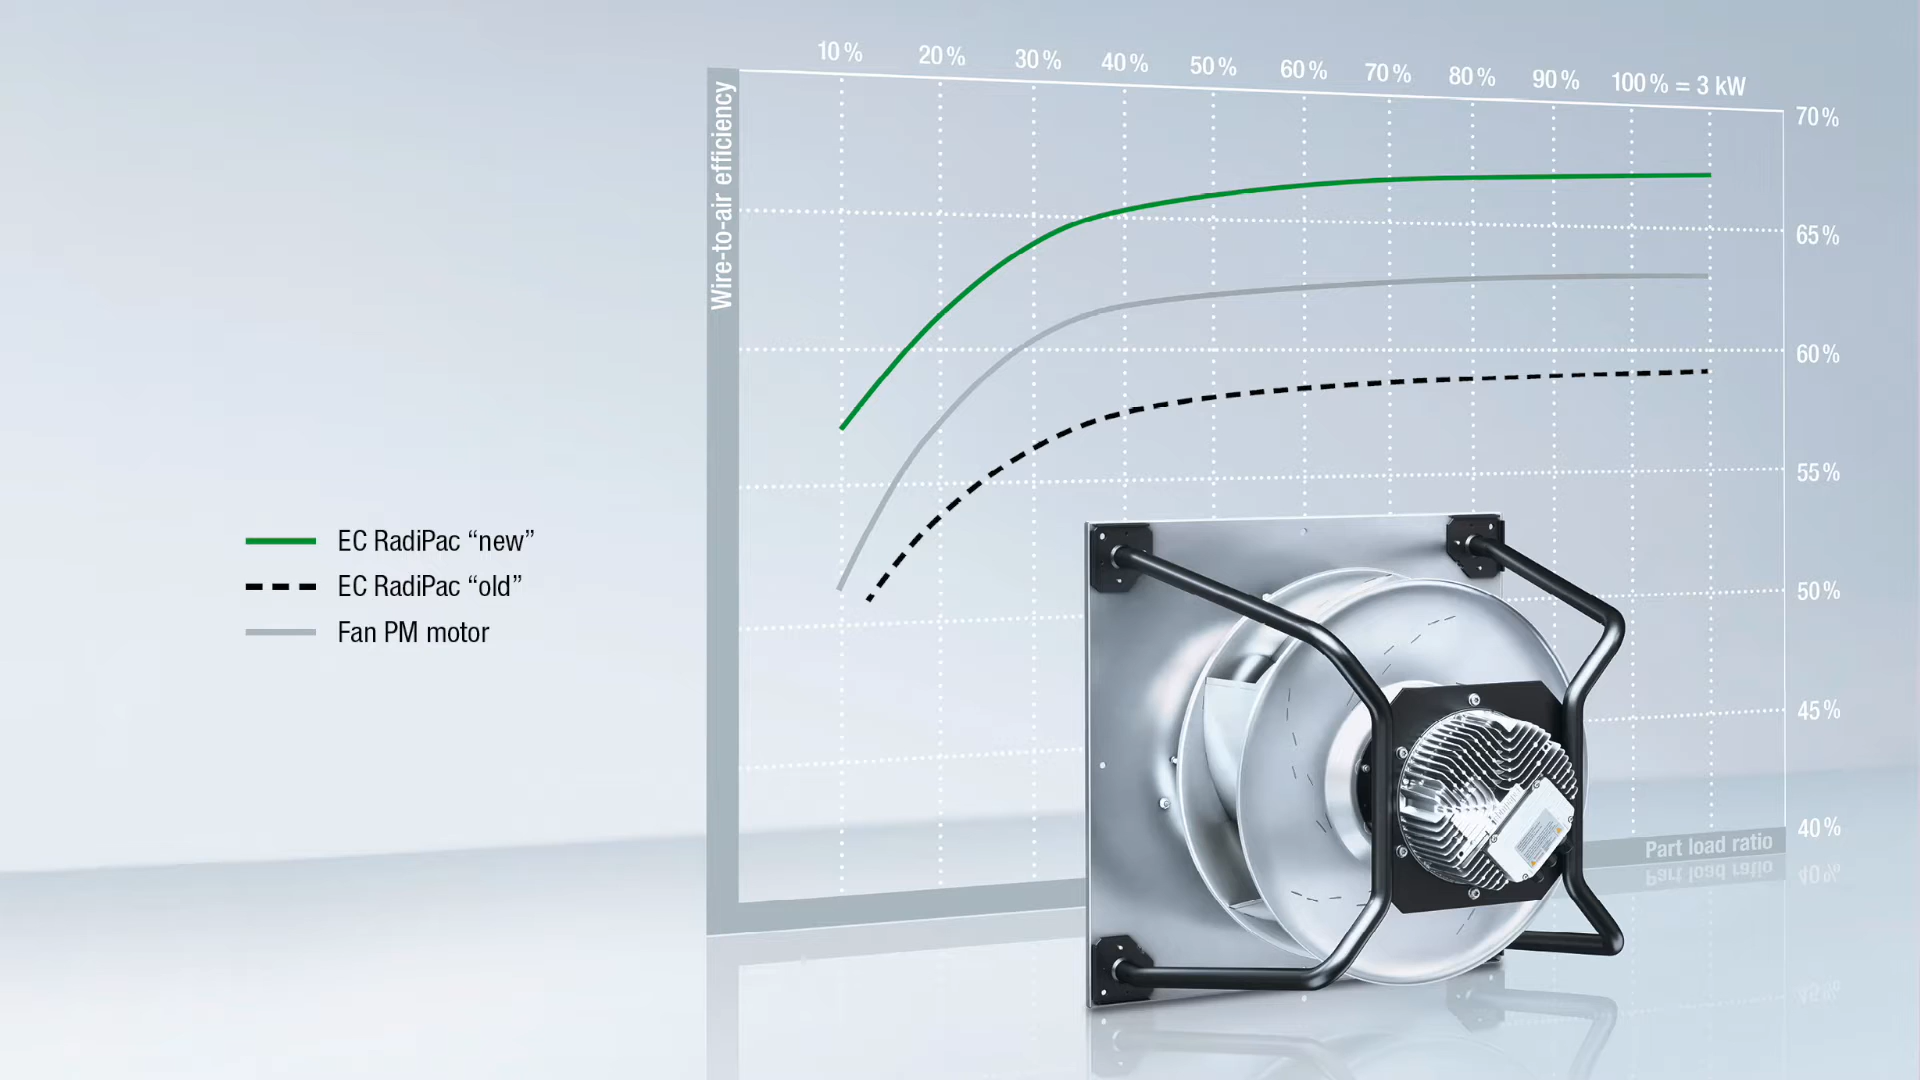 10% 20% 30% 40% 50% 60% 70% 80% 90% 100% = 3 kW
Wire-to-air efficiency
70%
65%
60%
55%
50%
45%
40%
EC RadiPac “new”
EC RadiPac “old”
Fan PM motor
Part load ratio